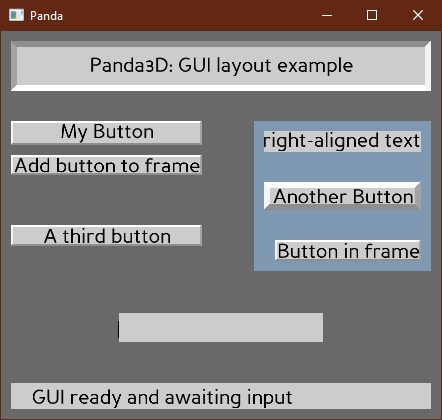 Panda
Panda3D: GUI layout example
My Button
Add button to frame
A third button
right-aligned text
Another Button
Button in frame
GUI ready and awaiting input